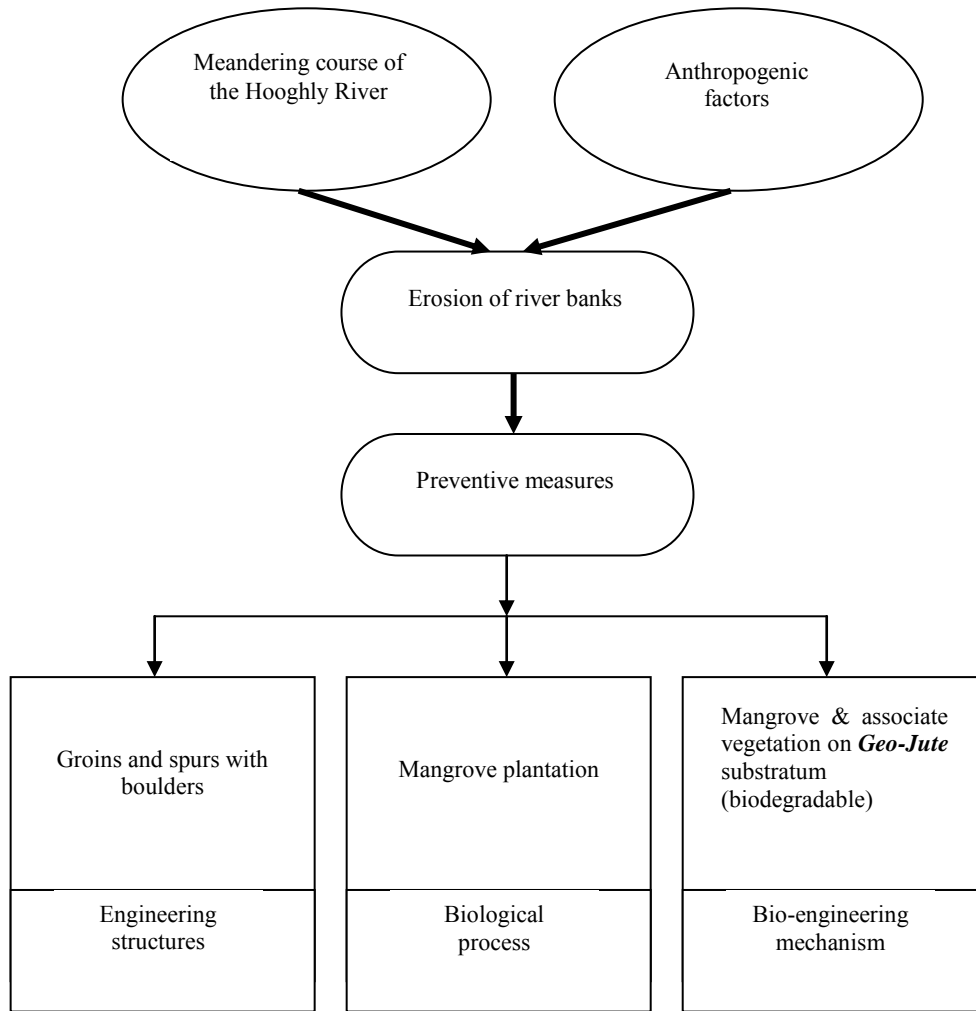 Meandering course of
the Hooghly River
Anthropogenic
factors
Erosion of river banks
Preventive measures
Groins and spurs with
boulders
Mangrove plantation
Mangrove & associate
vegetation on Geo-Jute
substratum
(biodegradable)
Engineering
structures
Biological
process
Bio-engineering
mechanism